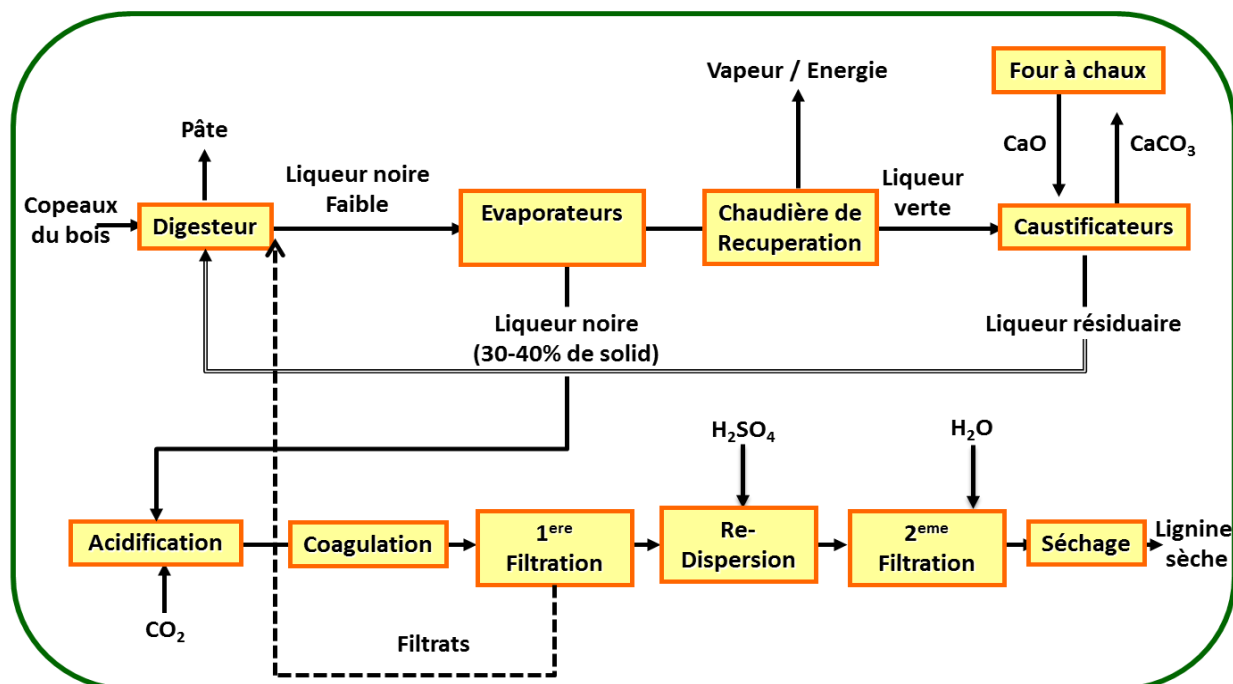 Vapeur / Energie
Four à chaux
Pâte
CaO
CaCO₃
Liqueur noire
Faible
Liqueur
verte
Copeaux
du bois
Digesteur
Evaporateurs
Chaudière de
Recuperation
Caustificateurs
Liqueur noire
(30-40% de solid)
Liqueur résiduaire
H₂SO₄
H₂O
Acidification
Coagulation
1ere
Filtration
Re-
Dispersion
2eme
Filtration
Séchage
Lignine
sèche
CO₂
Filtrats